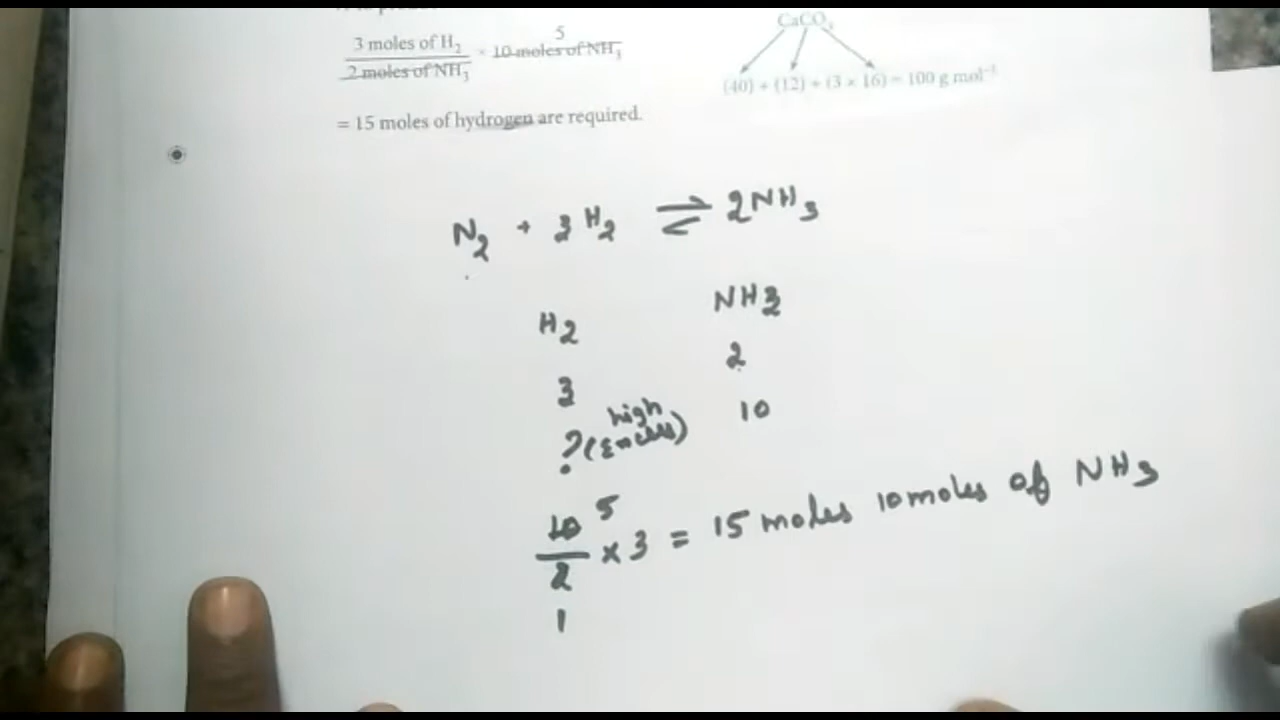 3 moles of H₂
2 moles of NH₃
× 10 moles of NH₃
5
= 15 moles of hydrogen are required.
CaCO₃
(40) + (12) + (3 × 16) = 100 g mol⁻¹
N₂ + 3H₂ ⇌ 2NH₃
H₂ NH3
3 2
? (Excess) high 10
10 5
2 × 3 = 15 moles 10 moles of NH₃
1